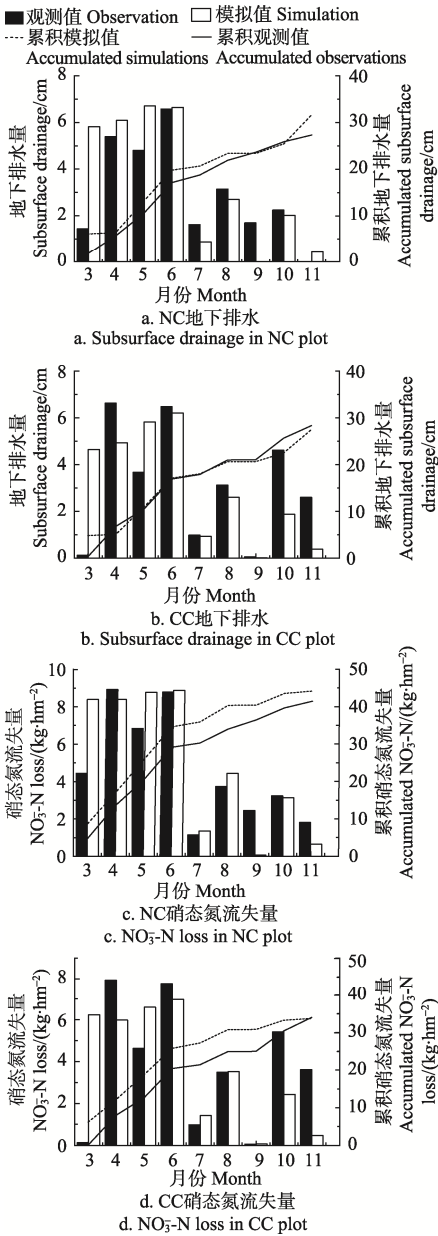 观测值 Observation 模拟值 Simulation
累积模拟值 累积观测值
Accumulated simulations Accumulated observations
地下排水量
Subsurface drainage/cm
8
6
4
2
0
40
30
20
10
0
累积地下排水量
Accumulated subsurface
drainage/cm
3 4 5 6 7 8 9 10 11
月份 Month
a. NC地下排水
a. Subsurface drainage in NC plot
地下排水量
Subsurface drainage/cm
8
6
4
2
0
40
30
20
10
0
累积地下排水量
Accumulated subsurface
drainage/cm
3 4 5 6 7 8 9 10 11
月份 Month
b. CC地下排水
b. Subsurface drainage in CC plot
硝态氮流失量
NO₃⁻-N loss/(kg·hm⁻²)
10
8
6
4
2
0
50
40
30
20
10
0
累积硝态氮流失量
Accumulated NO₃⁻-N/(kg·hm⁻²)
3 4 5 6 7 8 9 10 11
月份 Month
c. NC硝态氮流失量
c. NO₃⁻-N loss in NC plot
硝态氮流失量
NO₃⁻-N loss/(kg·hm⁻²)
8
6
4
2
0
50
40
30
20
10
0
累积硝态氮流失量
Accumulated NO₃⁻-N
loss/(kg·hm⁻²)
3 4 5 6 7 8 9 10 11
月份 Month
d. CC硝态氮流失量
d. NO₃⁻-N loss in CC plot